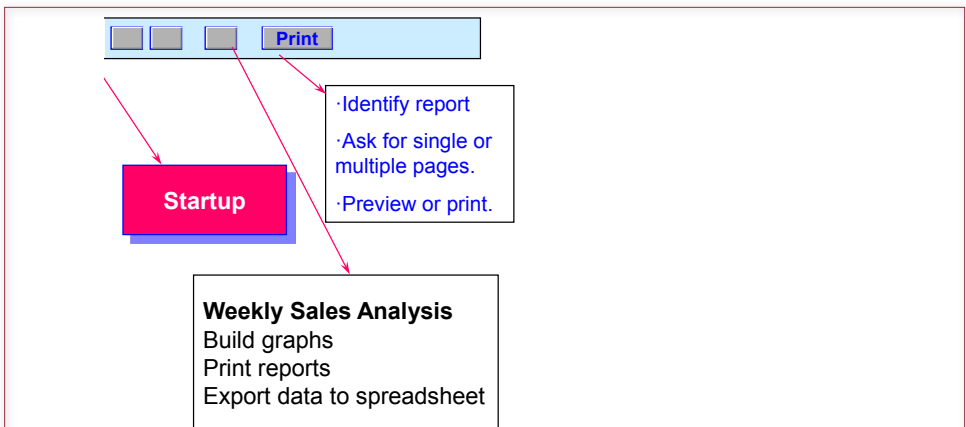 Print
·Identify report
·Ask for single or
multiple pages.
·Preview or print.
Startup
Weekly Sales Analysis
Build graphs
Print reports
Export data to spreadsheet